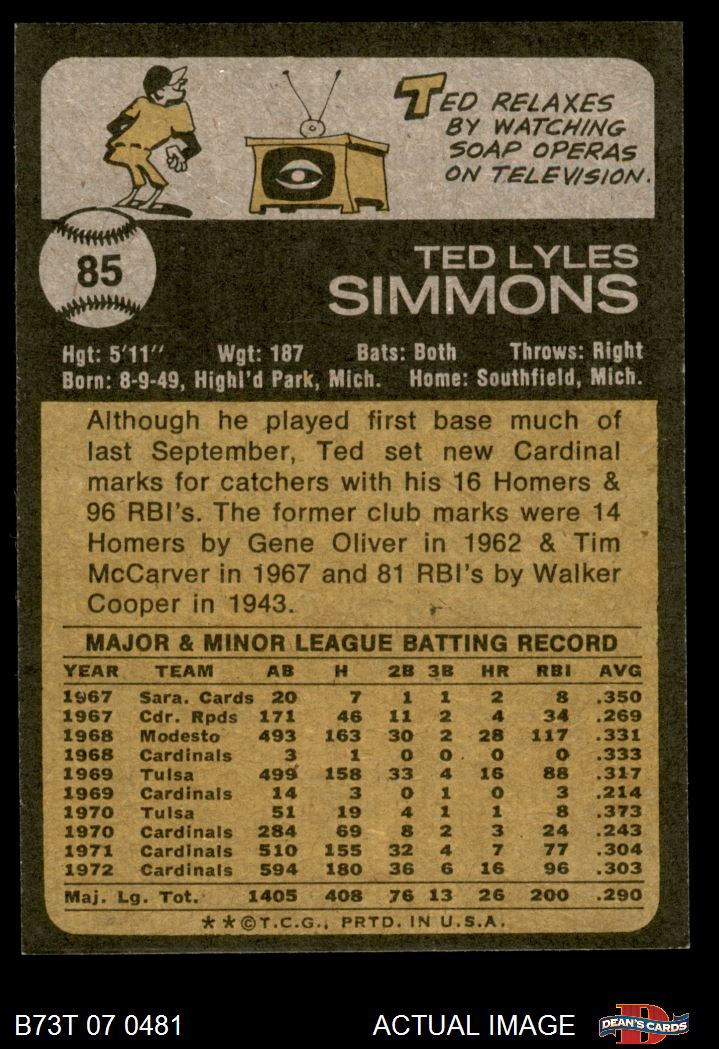 TED RELAXES
BY WATCHING
SOAP OPERAS
ON TELEVISION.
85
TED LYLES
SIMMONS
Hgt: 5'11" Wgt: 187 Bats: Both Throws: Right
Born: 8-9-49, Highl'd Park, Mich. Home: Southfield, Mich.
Although he played first base much of
last September, Ted set new Cardinal
marks for catchers with his 16 Homers &
96 RBI's. The former club marks were 14
Homers by Gene Oliver in 1962 & Tim
McCarver in 1967 and 81 RBI's by Walker
Cooper in 1943.
MAJOR & MINOR LEAGUE BATTING RECORD
YEAR TEAM AB H 2B 3B HR RBI AVG
1967 Sara. Cards 20 7 1 1 2 8 .350
1967 Cdr. Rpds 171 46 11 2 4 34 .269
1968 Modesto 493 163 30 2 28 117 .331
1968 Cardinals 3 1 0 0 0 0 .333
1969 Tulsa 499 158 33 4 16 88 .317
1969 Cardinals 14 3 0 1 0 3 .214
1970 Tulsa 51 19 4 1 1 8 .373
1970 Cardinals 284 69 8 2 3 24 .243
1971 Cardinals 510 155 32 4 7 77 .304
1972 Cardinals 594 180 36 6 16 96 .303
Maj. Lg. Tot. 1405 408 76 13 26 200 .290
**©T.C.G., PRTD. IN U.S.A.
B73T 07 0481 ACTUAL IMAGE D DEAN'S CARDS